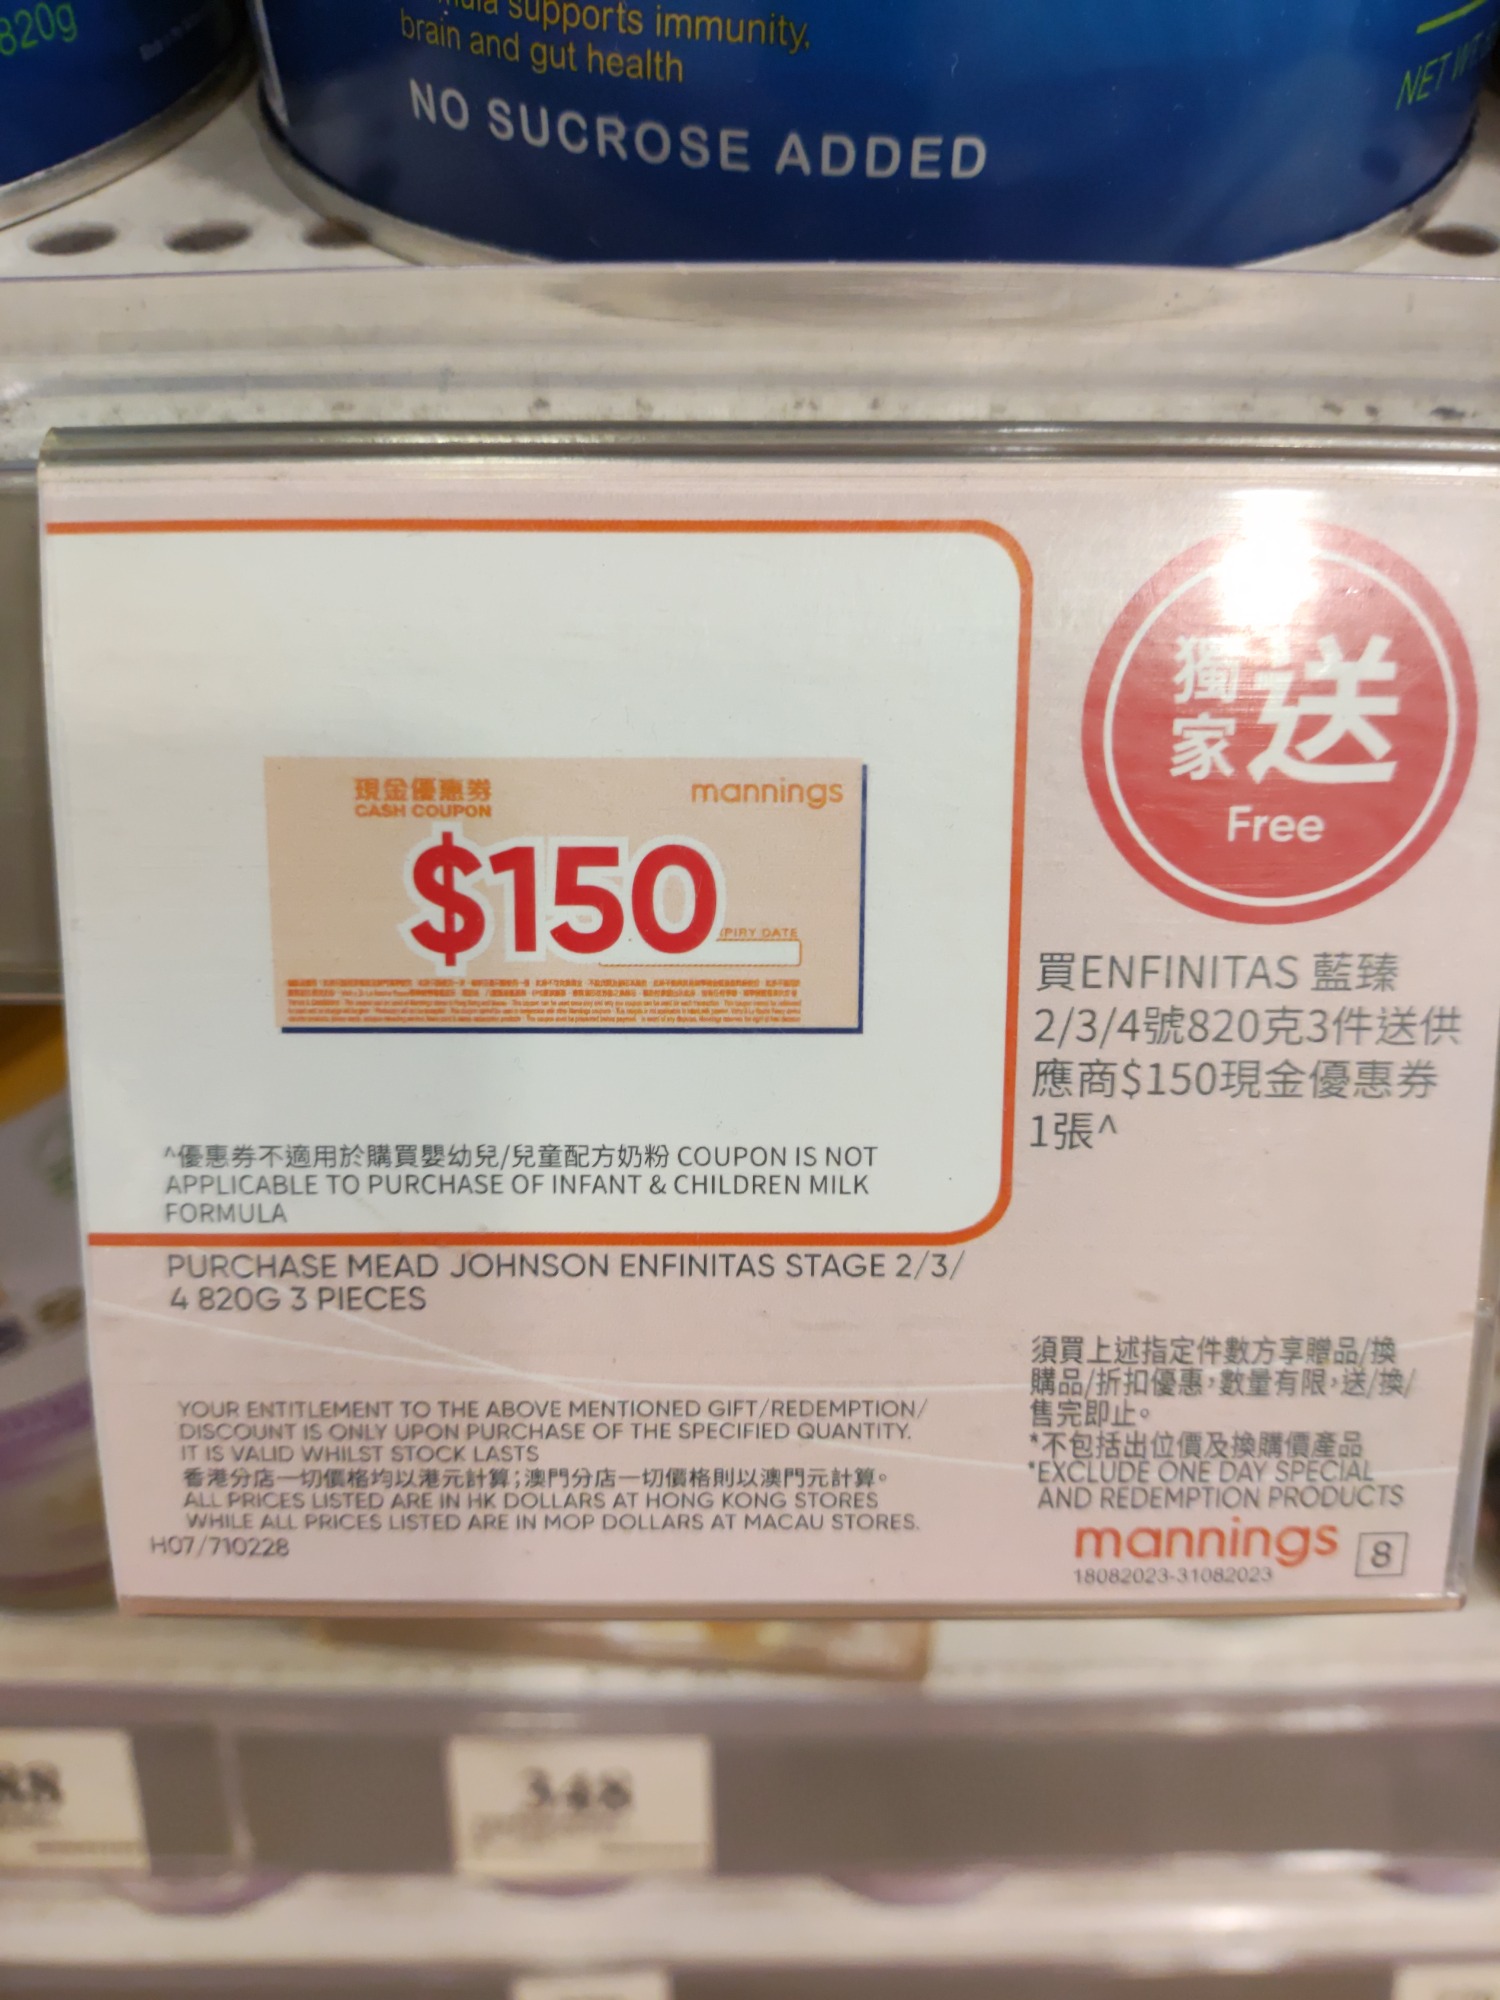 820g
supports immunity,
brain and gut health
NO SUCROSE ADDED
NET
現金優惠券
CASH COUPON
mannings
$150
PIRY DATE
獨家送
Free
買ENFINITAS 藍臻
2/3/4號820克3件送供
應商$150現金優惠券
1張^
^優惠券不適用於購買嬰幼兒/兒童配方奶粉 COUPON IS NOT
APPLICABLE TO PURCHASE OF INFANT & CHILDREN MILK
FORMULA
PURCHASE MEAD JOHNSON ENFINITAS STAGE 2/3/
4 820G 3 PIECES
須買上述指定件數方享贈品/換
購品/折扣優惠，數量有限，送/換/
售完即止。
*不包括出位價及換購價產品
*EXCLUDE ONE DAY SPECIAL
AND REDEMPTION PRODUCTS
YOUR ENTITLEMENT TO THE ABOVE MENTIONED GIFT/REDEMPTION/
DISCOUNT IS ONLY UPON PURCHASE OF THE SPECIFIED QUANTITY.
IT IS VALID WHILST STOCK LASTS
香港分店一切價格均以港元計算；澳門分店一切價格則以澳門元計算。
ALL PRICES LISTED ARE IN HK DOLLARS AT HONG KONG STORES
WHILE ALL PRICES LISTED ARE IN MOP DOLLARS AT MACAU STORES.
H07/710228
mannings 8
18082023-31082023
348